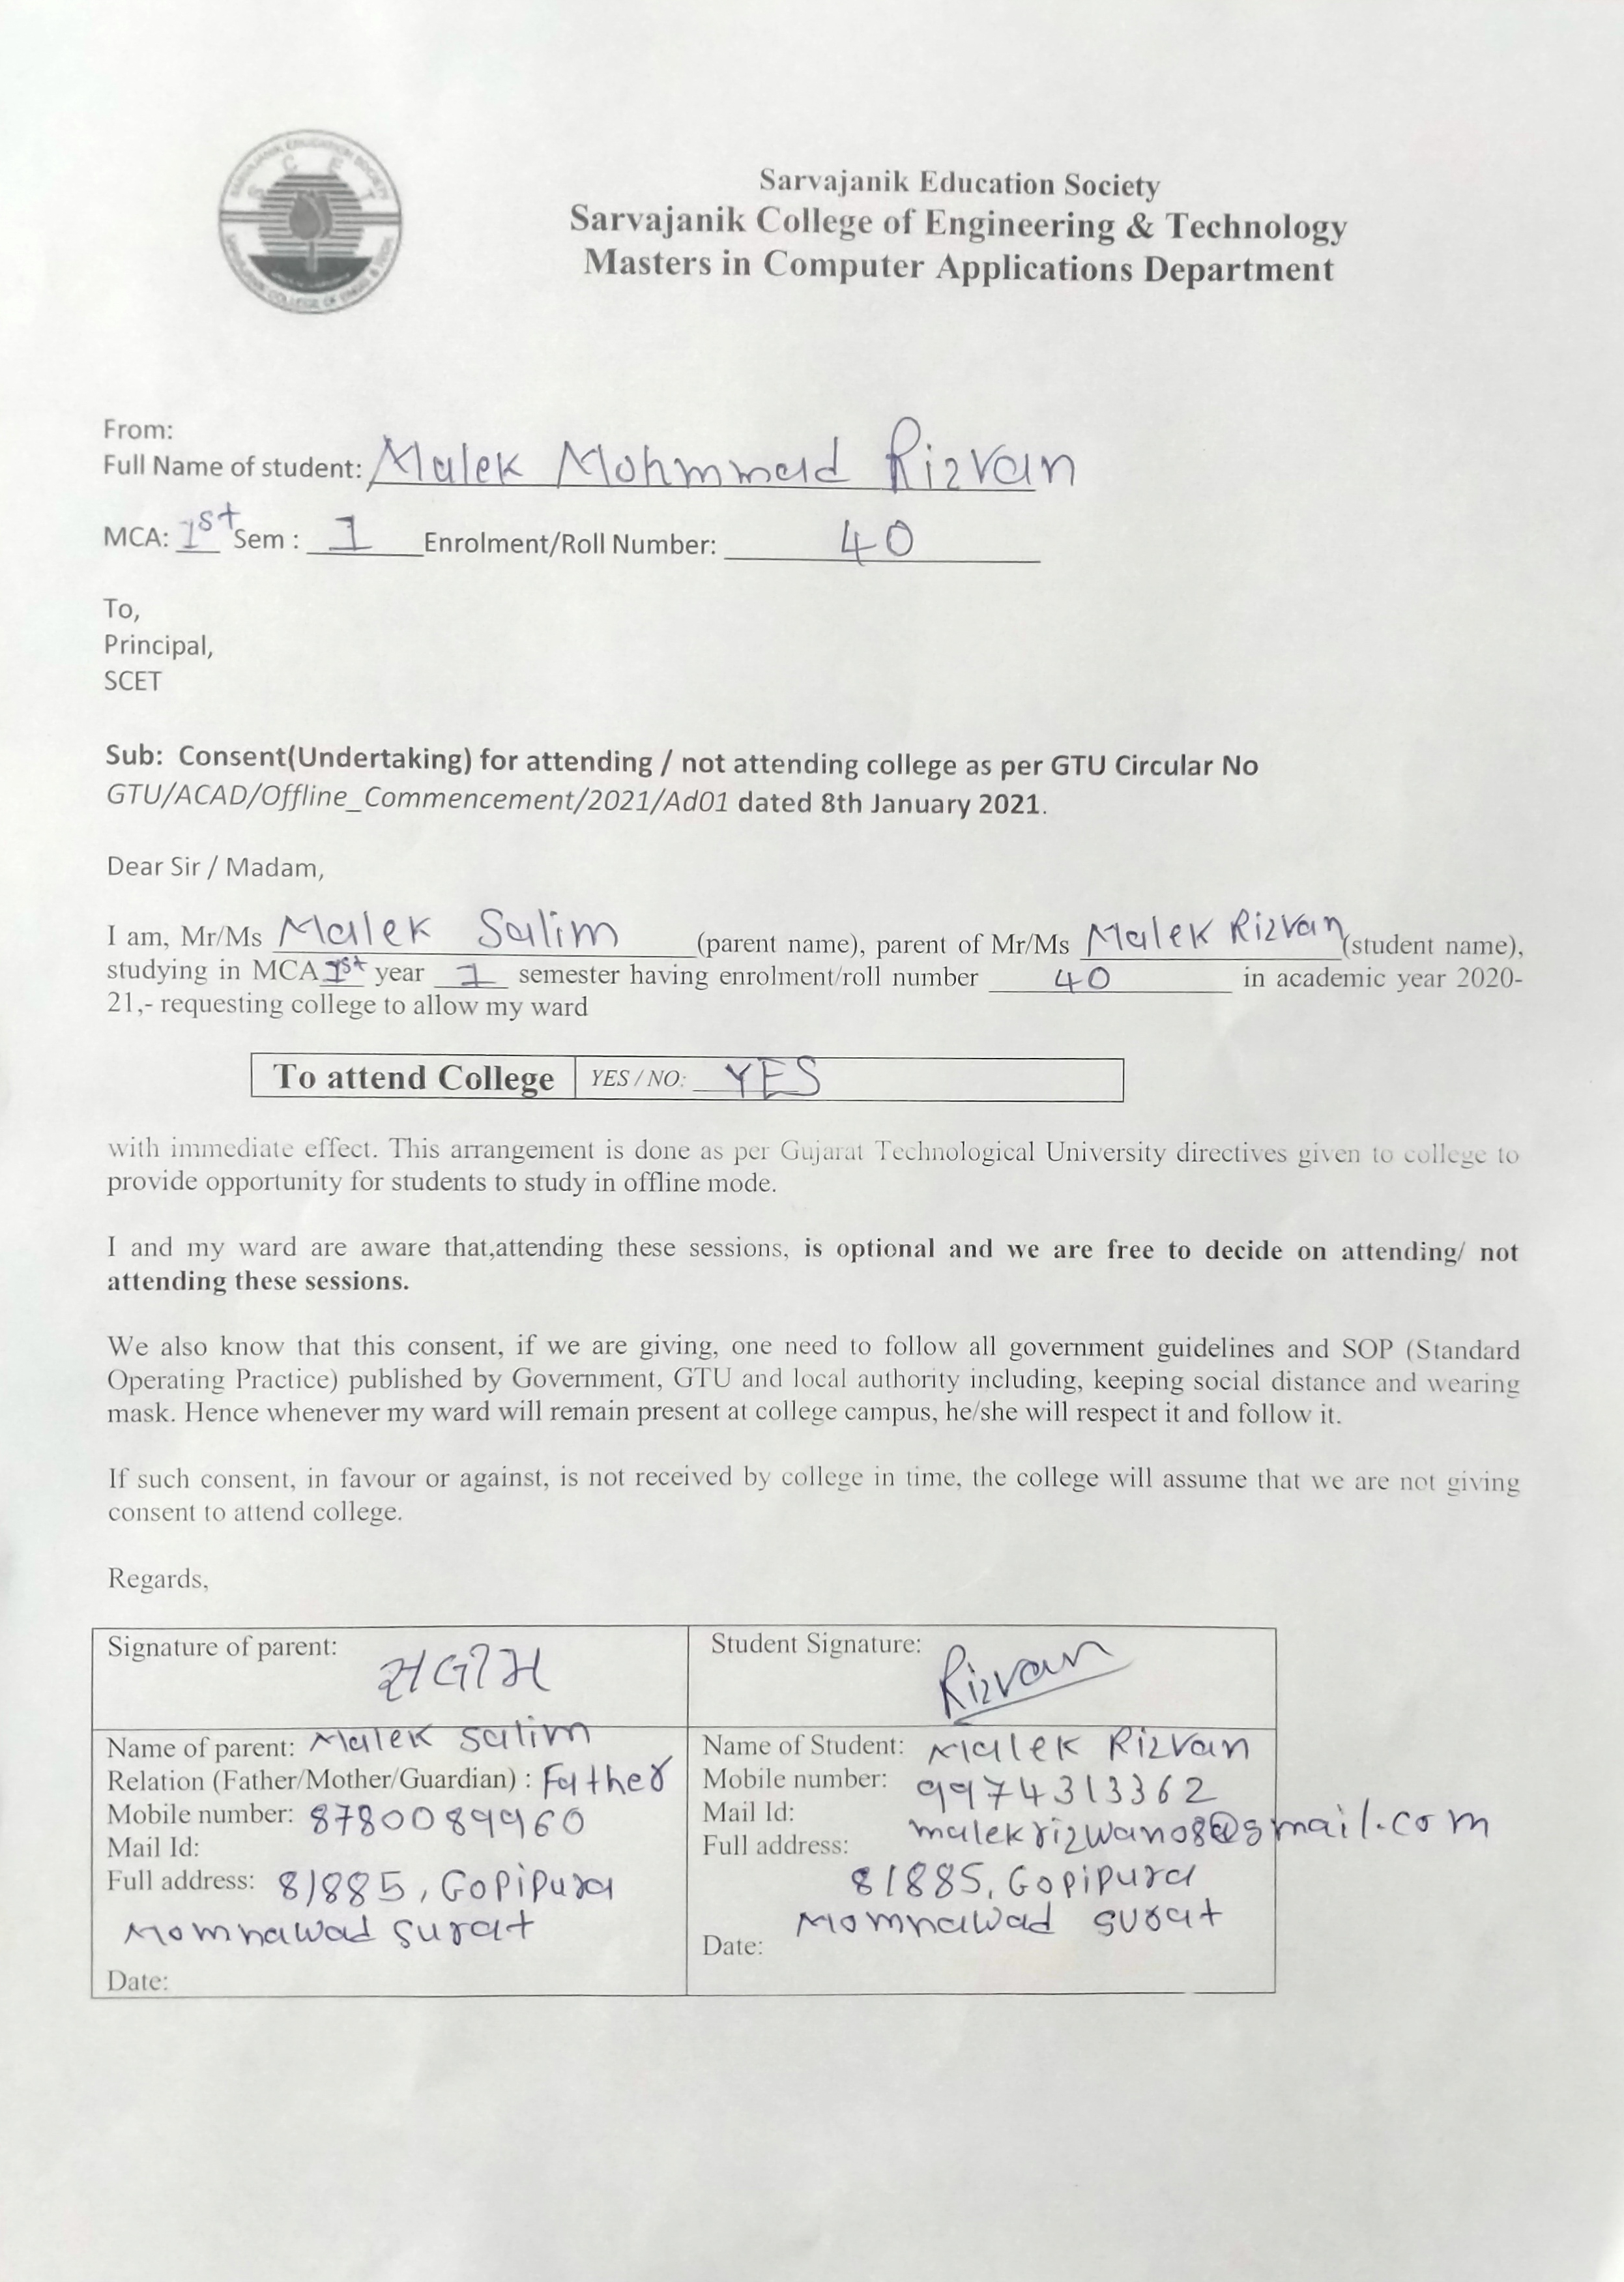 SARVAJANIK EDUCATION SOCIETY
S C E T
Sarvajanik Education Society
Sarvajanik College of Engineering & Technology
Masters in Computer Applications Department
From:
Full Name of student: Malek Mohmmad Rizvan
MCA: 1st Sem : 1 Enrolment/Roll Number: 40
To,
Principal,
SCET
Sub: Consent(Undertaking) for attending / not attending college as per GTU Circular No
GTU/ACAD/Offline_Commencement/2021/Ad01 dated 8th January 2021.
Dear Sir / Madam,
I am, Mr/Ms Malek Salim (parent name), parent of Mr/Ms Malek Rizvan (student name),
studying in MCA 1st year 1 semester having enrolment/roll number 40 in academic year 2020-
21,- requesting college to allow my ward
To attend College YES / NO: YES
with immediate effect. This arrangement is done as per Gujarat Technological University directives given to college to
provide opportunity for students to study in offline mode.
I and my ward are aware that,attending these sessions, is optional and we are free to decide on attending/ not
attending these sessions.
We also know that this consent, if we are giving, one need to follow all government guidelines and SOP (Standard
Operating Practice) published by Government, GTU and local authority including, keeping social distance and wearing
mask. Hence whenever my ward will remain present at college campus, he/she will respect it and follow it.
If such consent, in favour or against, is not received by college in time, the college will assume that we are not giving
consent to attend college.
Regards,
Signature of parent:
Student Signature: Rizvan
Name of parent: Malek Salim
Relation (Father/Mother/Guardian) : Father
Mobile number: 8780089960
Mail Id:
Full address: 8/885, Gopipura
Momnawad Surat
Date:
Name of Student: Malek Rizvan
Mobile number: 9974313362
Mail Id: malekrizwan08@gmail.com
Full address: 8/885, Gopipura
Momnawad Surat
Date: